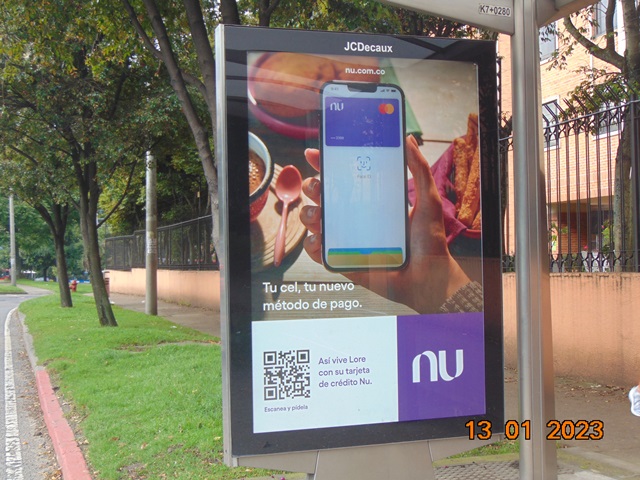 K7+0280
JCDecaux
nu.com.co
nu
Tu cel, tu nuevo
método de pago.
Así vive Lore
con su tarjeta
de crédito Nu.
Escanea y pídela
nu
13 01 2023